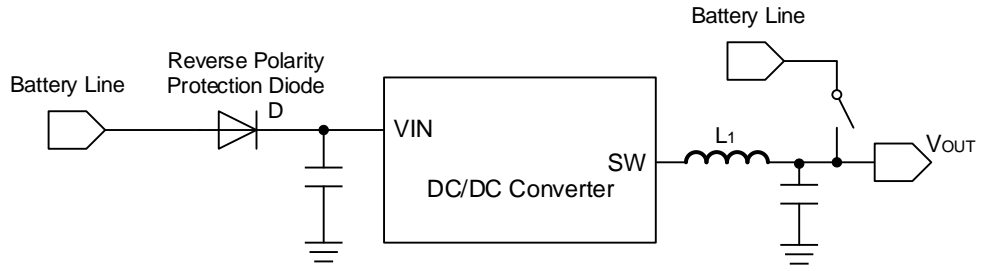 Battery Line
Reverse Polarity
Protection Diode
D
Battery Line
VIN
SW
DC/DC Converter
L1
VOUT